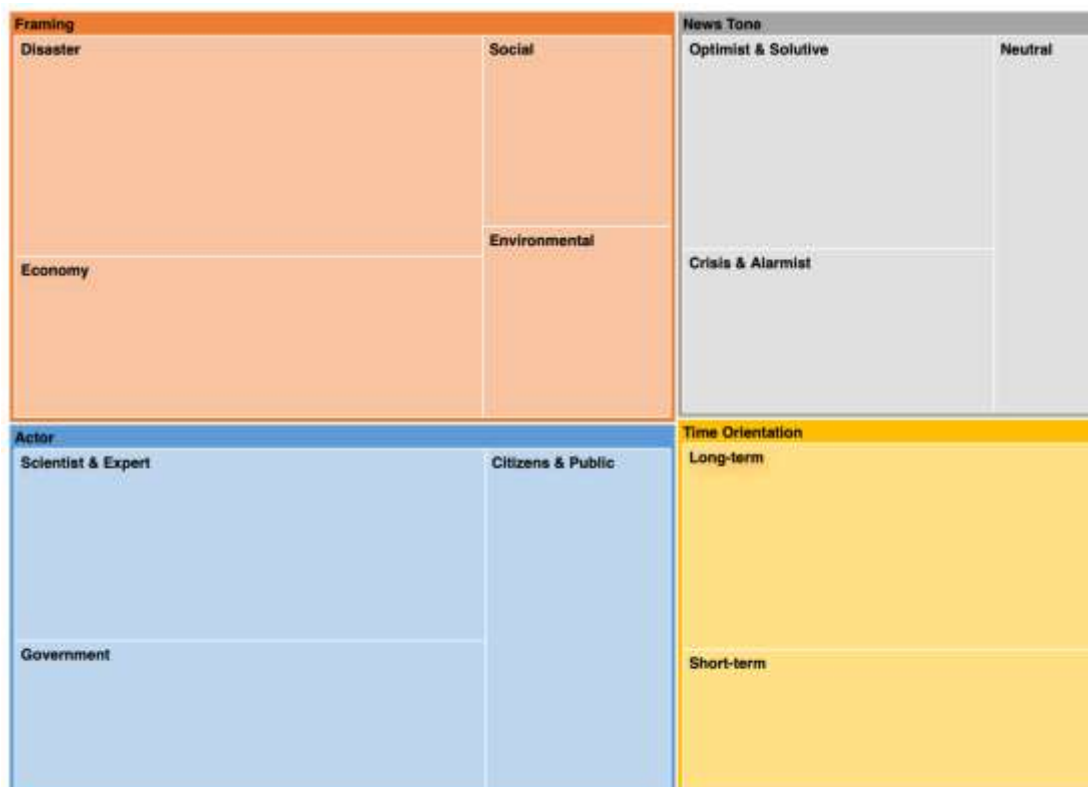 Framing
Disaster
Social
Economy
Environmental
News Tone
Optimist & Solutive
Neutral
Crisis & Alarmist
Actor
Scientist & Expert
Citizens & Public
Government
Time Orientation
Long-term
Short-term